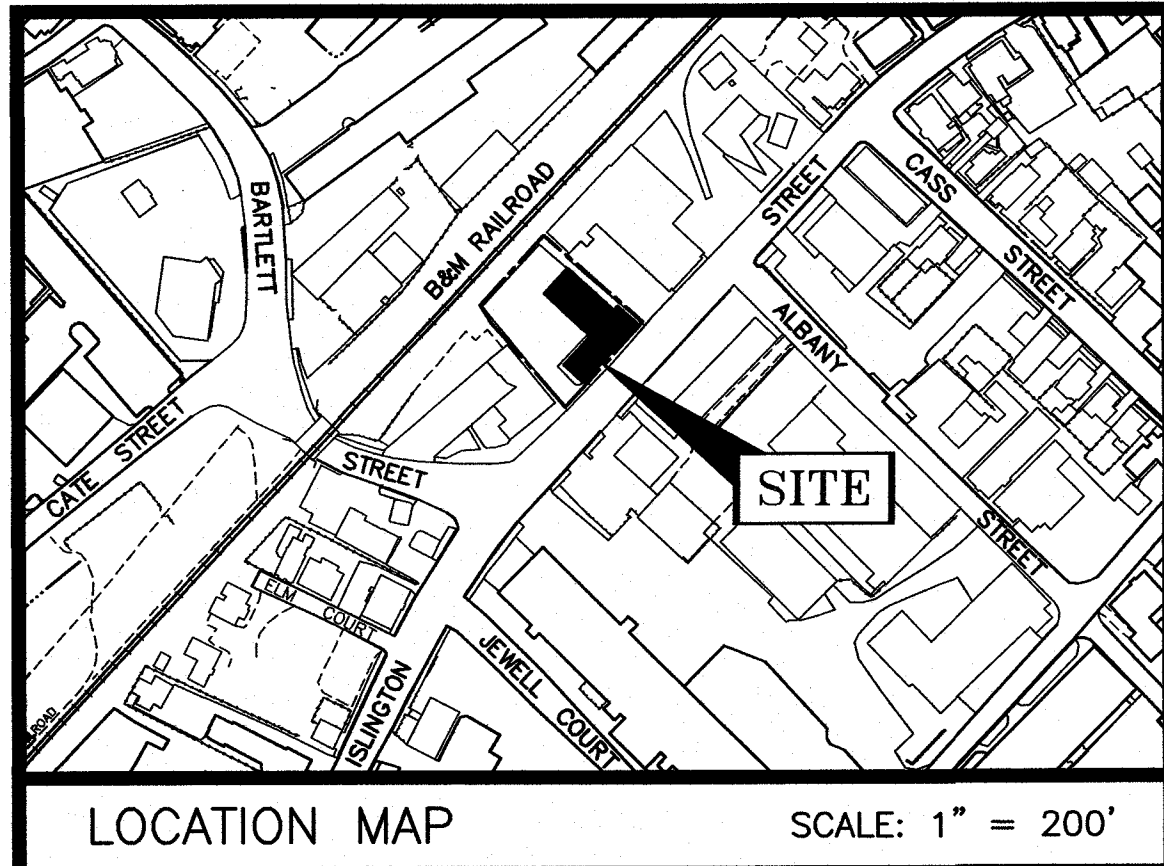 BARTLETT
B&M RAILROAD
STREET
CASS
STREET
ALBANY
STREET
CATE STREET
STREET
SITE
ELM COURT
JEWELL COURT
ISLINGTON
LOCATION MAP
SCALE: 1" = 200'